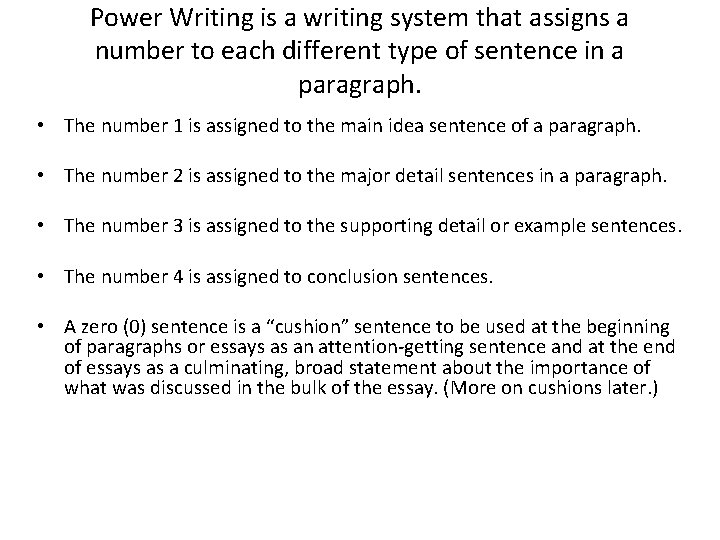 Power Writing is a writing system that assigns a
number to each different type of sentence in a
paragraph.
• The number 1 is assigned to the main idea sentence of a paragraph.
• The number 2 is assigned to the major detail sentences in a paragraph.
• The number 3 is assigned to the supporting detail or example sentences.
• The number 4 is assigned to conclusion sentences.
• A zero (0) sentence is a “cushion” sentence to be used at the beginning
of paragraphs or essays as an attention-getting sentence and at the end
of essays as a culminating, broad statement about the importance of
what was discussed in the bulk of the essay. (More on cushions later.)